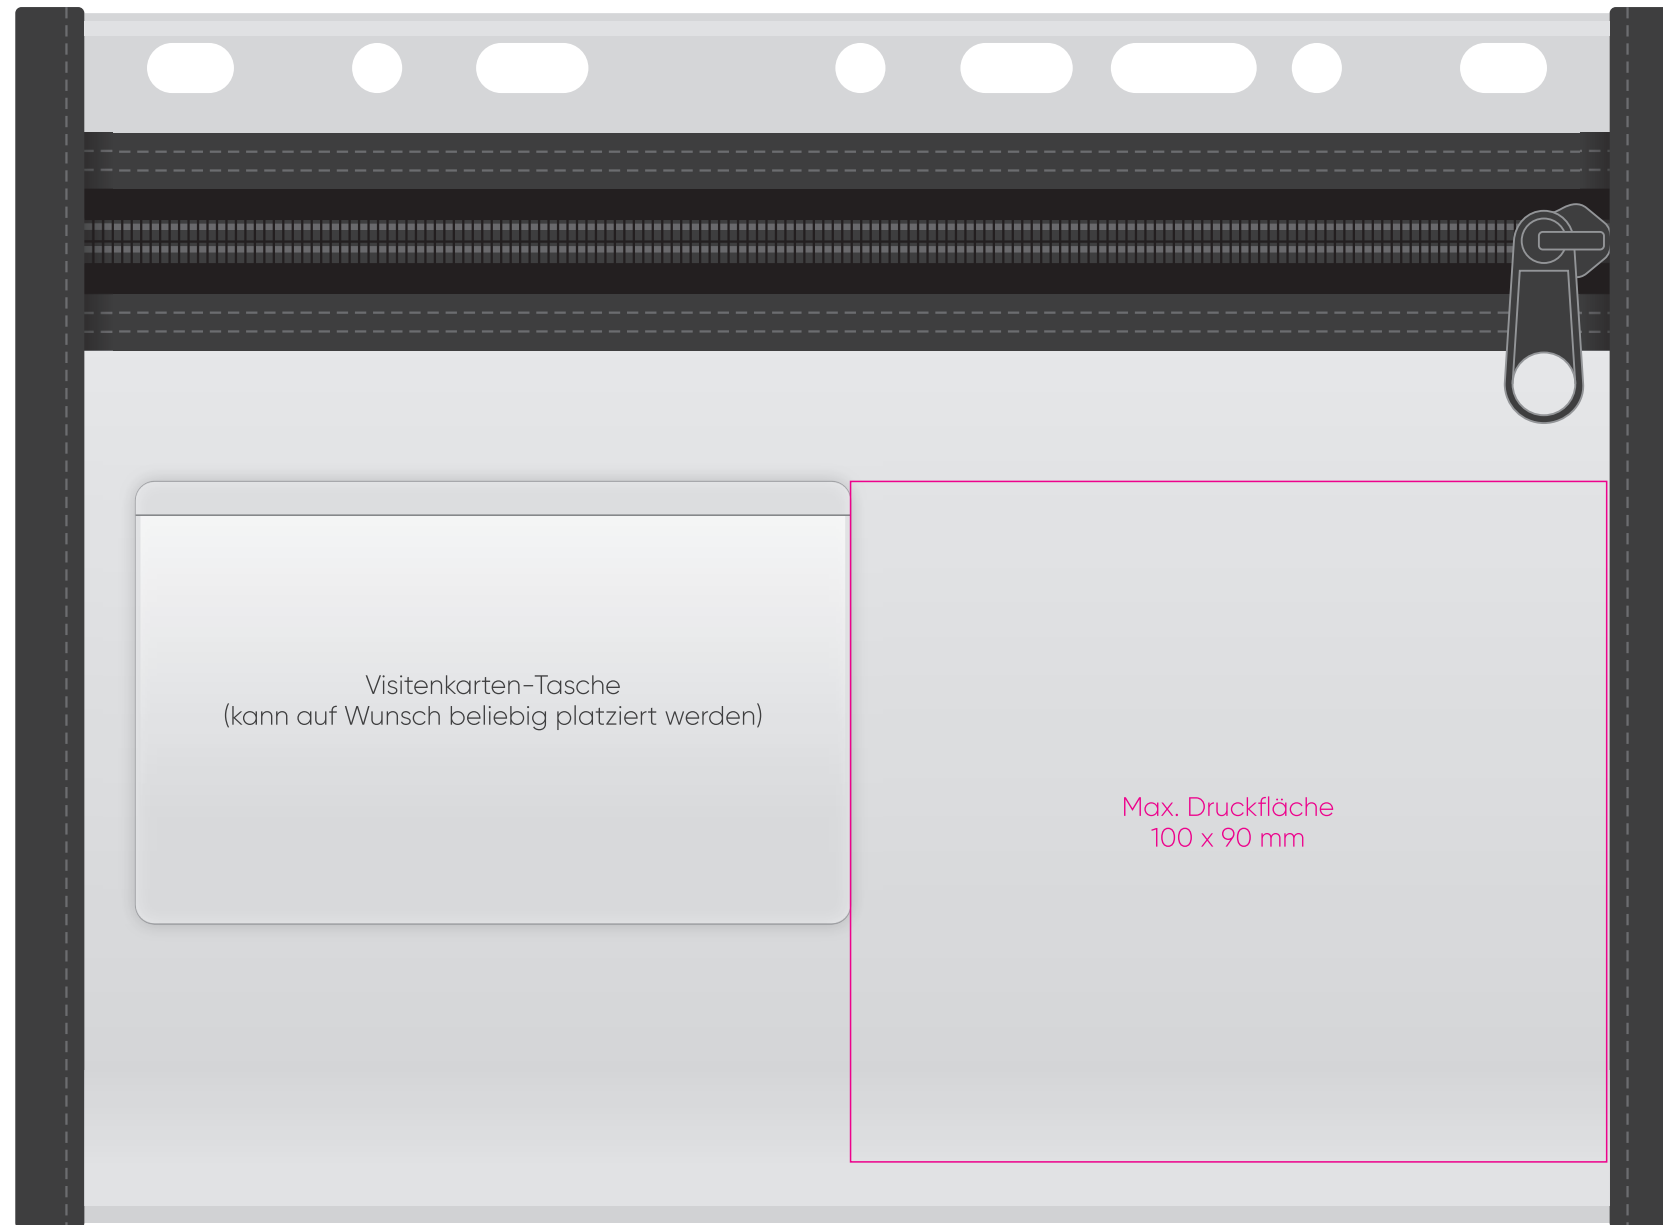 Visitenkarten-Tasche
(kann auf Wunsch beliebig platziert werden)
Max. Druckfläche
100 x 90 mm